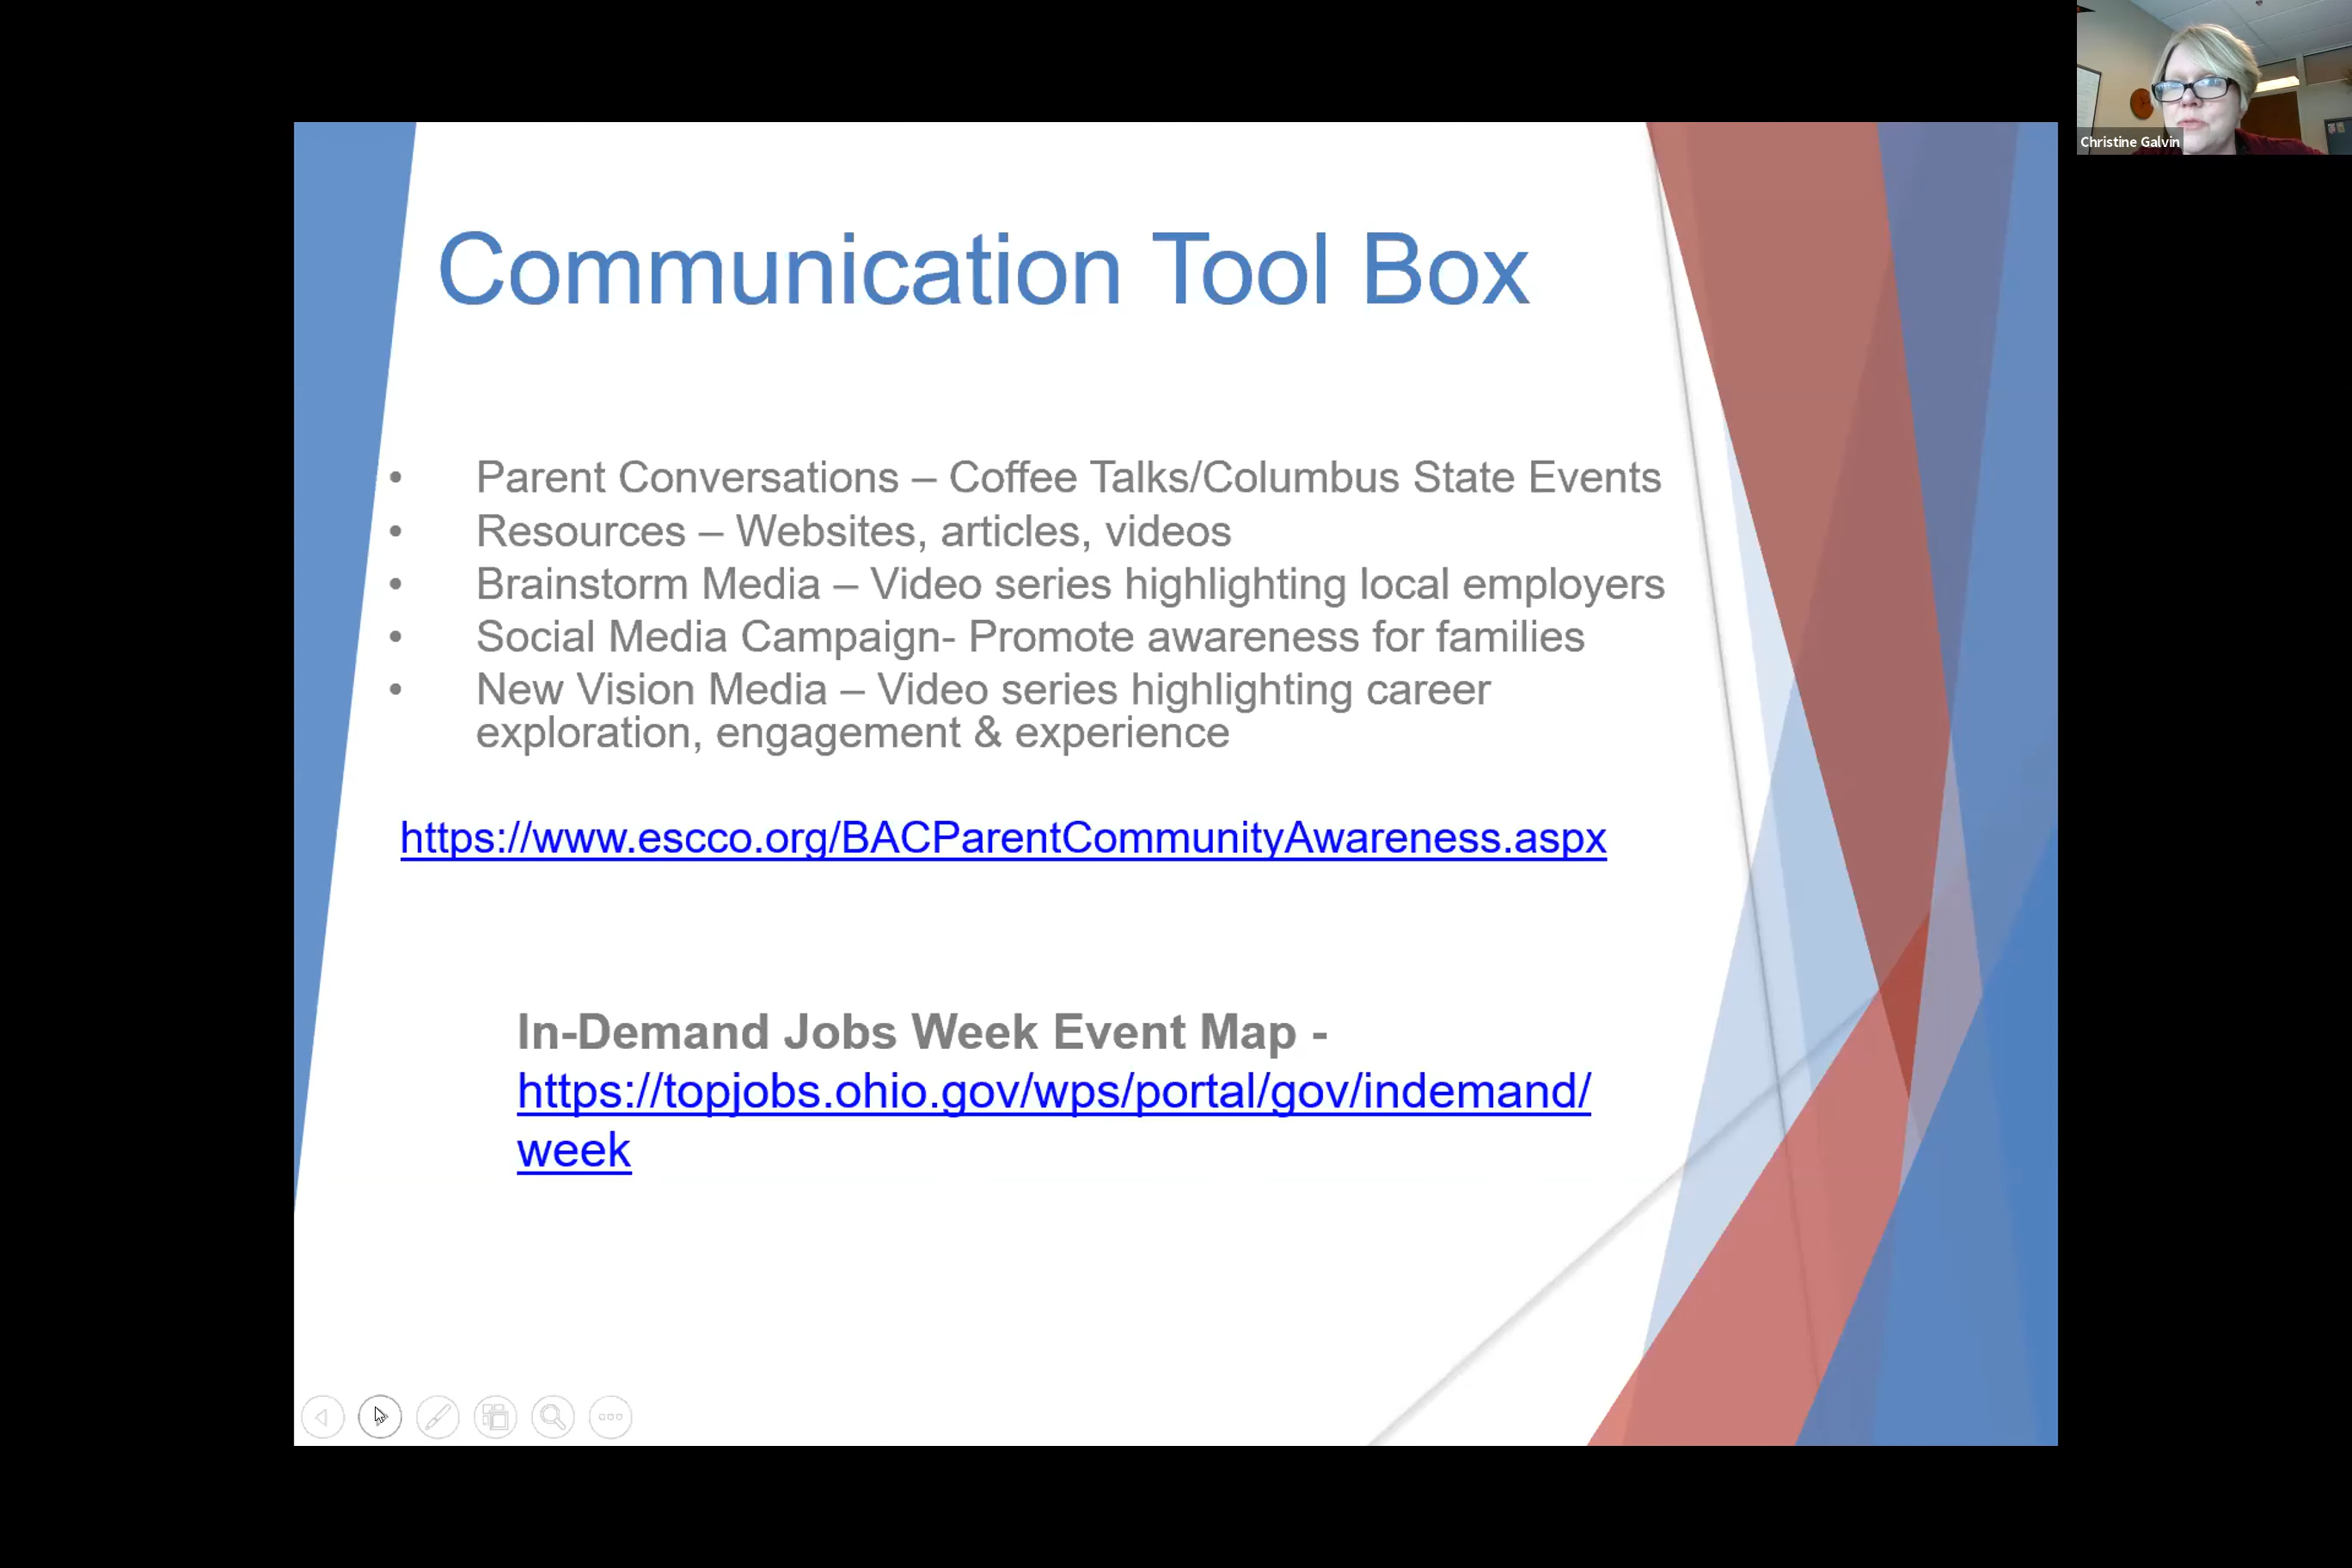 Christine Galvin
Communication Tool Box
• Parent Conversations – Coffee Talks/Columbus State Events
• Resources – Websites, articles, videos
• Brainstorm Media – Video series highlighting local employers
• Social Media Campaign- Promote awareness for families
• New Vision Media – Video series highlighting career
exploration, engagement & experience
https://www.escco.org/BACParentCommunityAwareness.aspx
In-Demand Jobs Week Event Map -
https://topjobs.ohio.gov/wps/portal/gov/indemand/
week